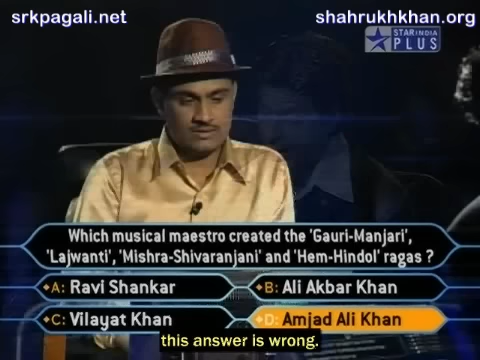 srkpagali.net
shahrukhkhan.org
STAR INDIA
PLUS
Which musical maestro created the 'Gauri-Manjari',
'Lajwanti', 'Mishra-Shivaranjani' and 'Hem-Hindol' ragas ?
A: Ravi Shankar
B: Ali Akbar Khan
C: Vilayat Khan
D: Amjad Ali Khan
this answer is wrong.